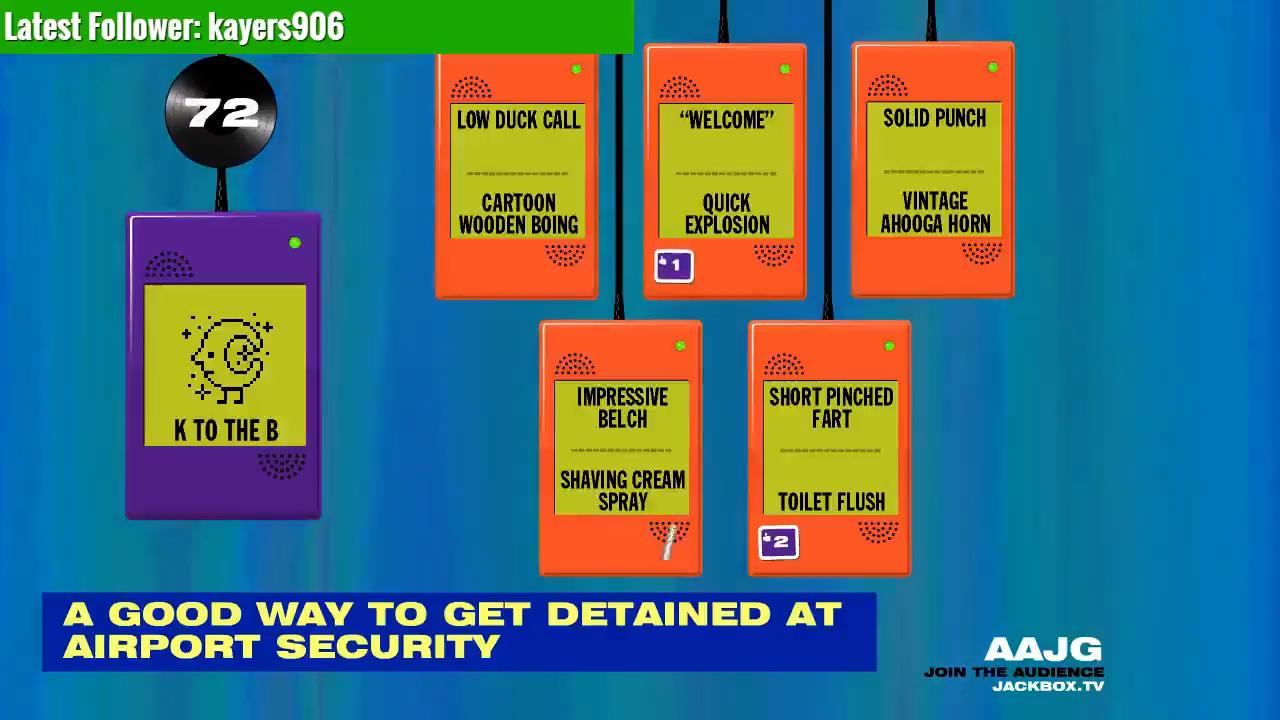 Latest Follower: kayers906
72
K TO THE B
LOW DUCK CALL
CARTOON
WOODEN BOING
“WELCOME”
QUICK
EXPLOSION
1
SOLID PUNCH
VINTAGE
AHOOGA HORN
IMPRESSIVE
BELCH
SHAVING CREAM
SPRAY
SHORT PINCHED
FART
TOILET FLUSH
2
A GOOD WAY TO GET DETAINED AT
AIRPORT SECURITY
AAJG
JOIN THE AUDIENCE
JACKBOX.TV